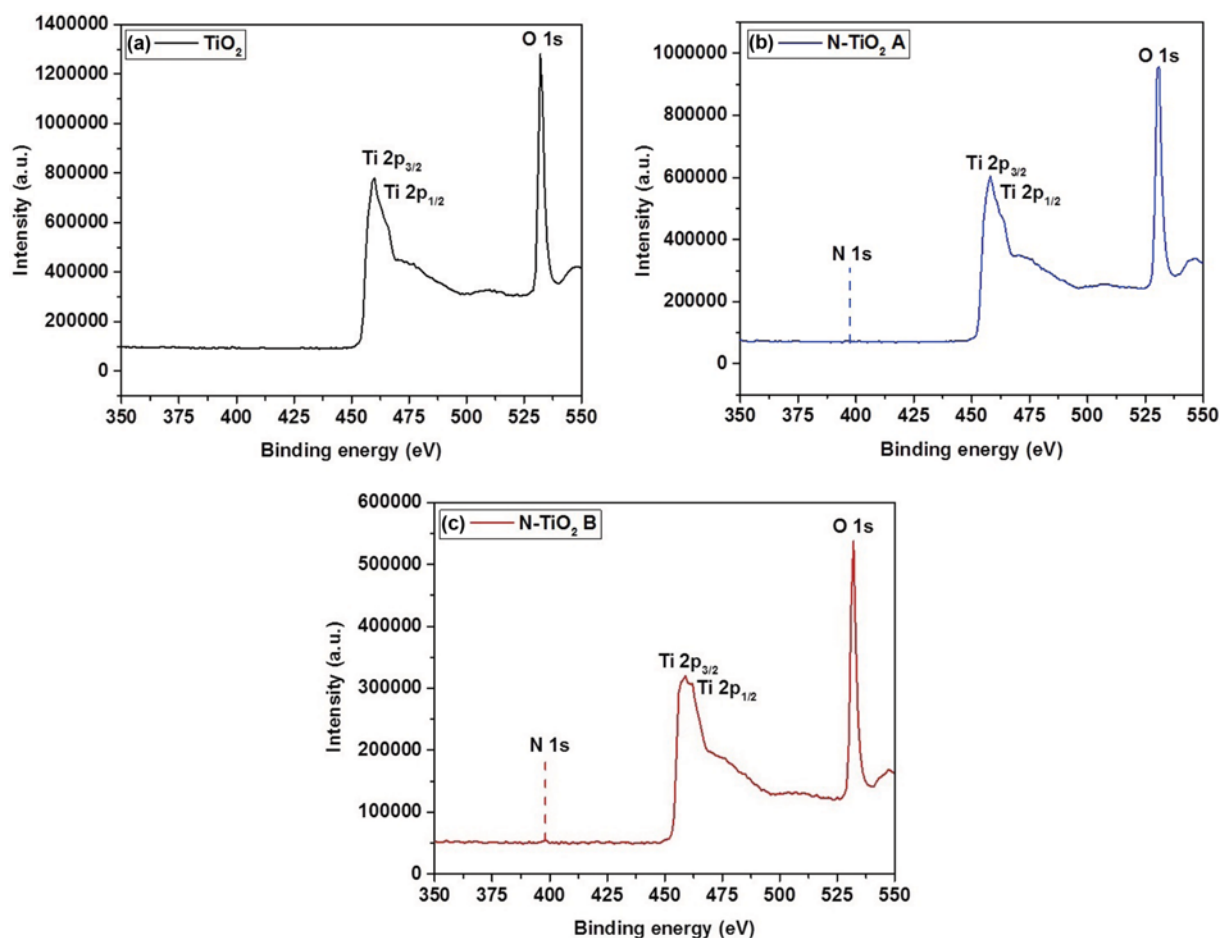 (a) TiO₂
O 1s
Ti 2p₃/₂
Ti 2p₁/₂
Intensity (a.u.)
1400000
1200000
1000000
800000
600000
400000
200000
0
350 375 400 425 450 475 500 525 550
Binding energy (eV)
(b) N-TiO₂ A
O 1s
Ti 2p₃/₂
Ti 2p₁/₂
N 1s
Intensity (a.u.)
1000000
800000
600000
400000
200000
0
350 375 400 425 450 475 500 525 550
Binding energy (eV)
(c) N-TiO₂ B
O 1s
Ti 2p₃/₂
Ti 2p₁/₂
N 1s
Intensity (a.u.)
600000
500000
400000
300000
200000
100000
0
350 375 400 425 450 475 500 525 550
Binding energy (eV)